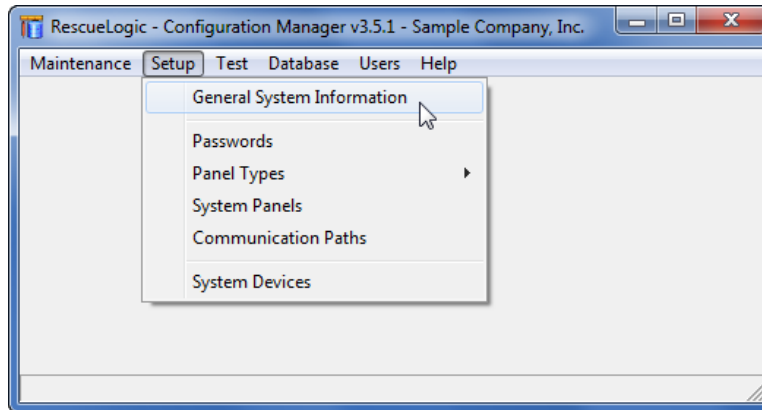 RescueLogic - Configuration Manager v3.5.1 - Sample Company, Inc.
Maintenance Setup Test Database Users Help
General System Information
Passwords
Panel Types
System Panels
Communication Paths
System Devices